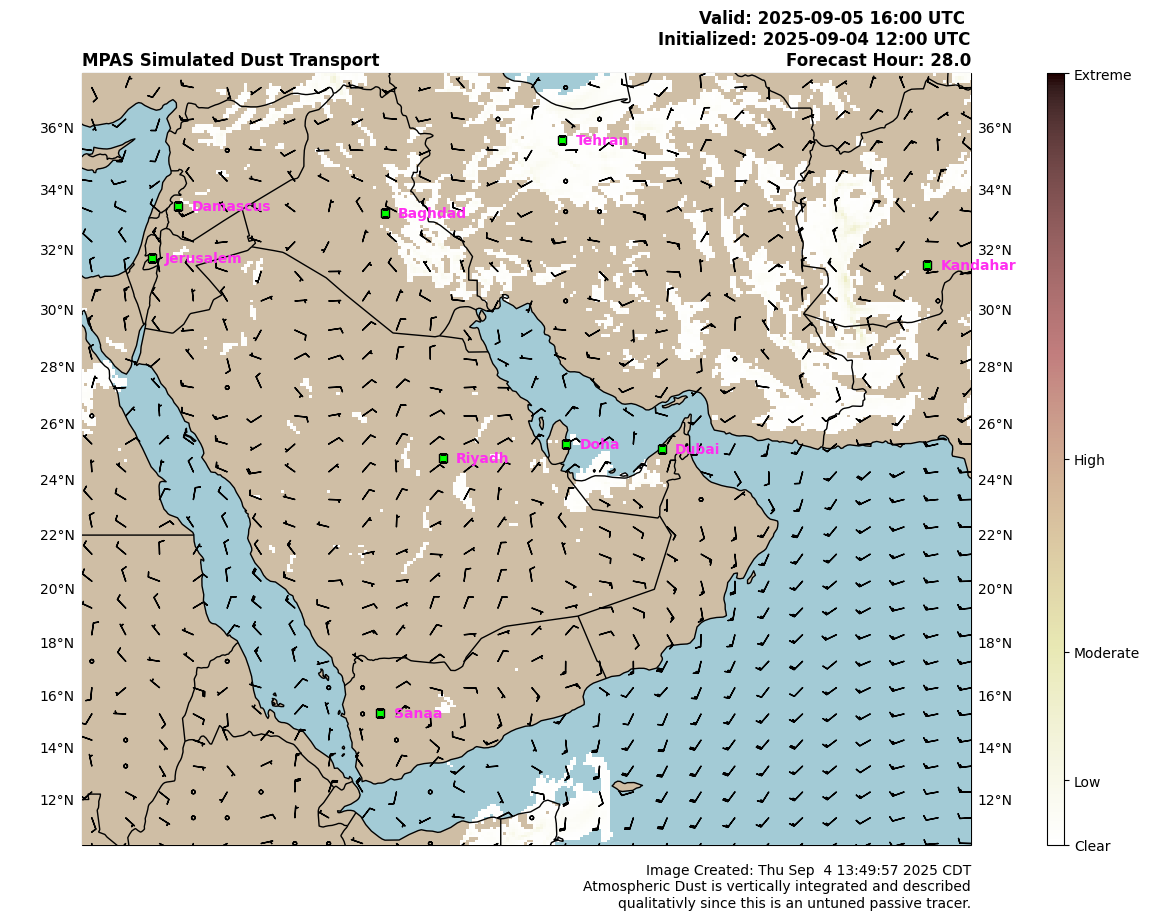 Valid: 2025-09-05 16:00 UTC
Initialized: 2025-09-04 12:00 UTC
MPAS Simulated Dust Transport Forecast Hour: 28.0
Extreme
36°N Tehran 36°N
34°N Damascus Baghdad 34°N
32°N Jerusalem Kandahar 32°N
30°N 30°N
28°N 28°N
26°N Doha Dubai 26°N
High
24°N Riyadh 24°N
22°N 22°N
20°N 20°N
18°N 18°N
Moderate
16°N Sanaa 16°N
14°N 14°N
12°N 12°N
Low
Clear
Image Created: Thu Sep  4 13:49:57 2025 CDT
Atmospheric Dust is vertically integrated and described
qualitativly since this is an untuned passive tracer.